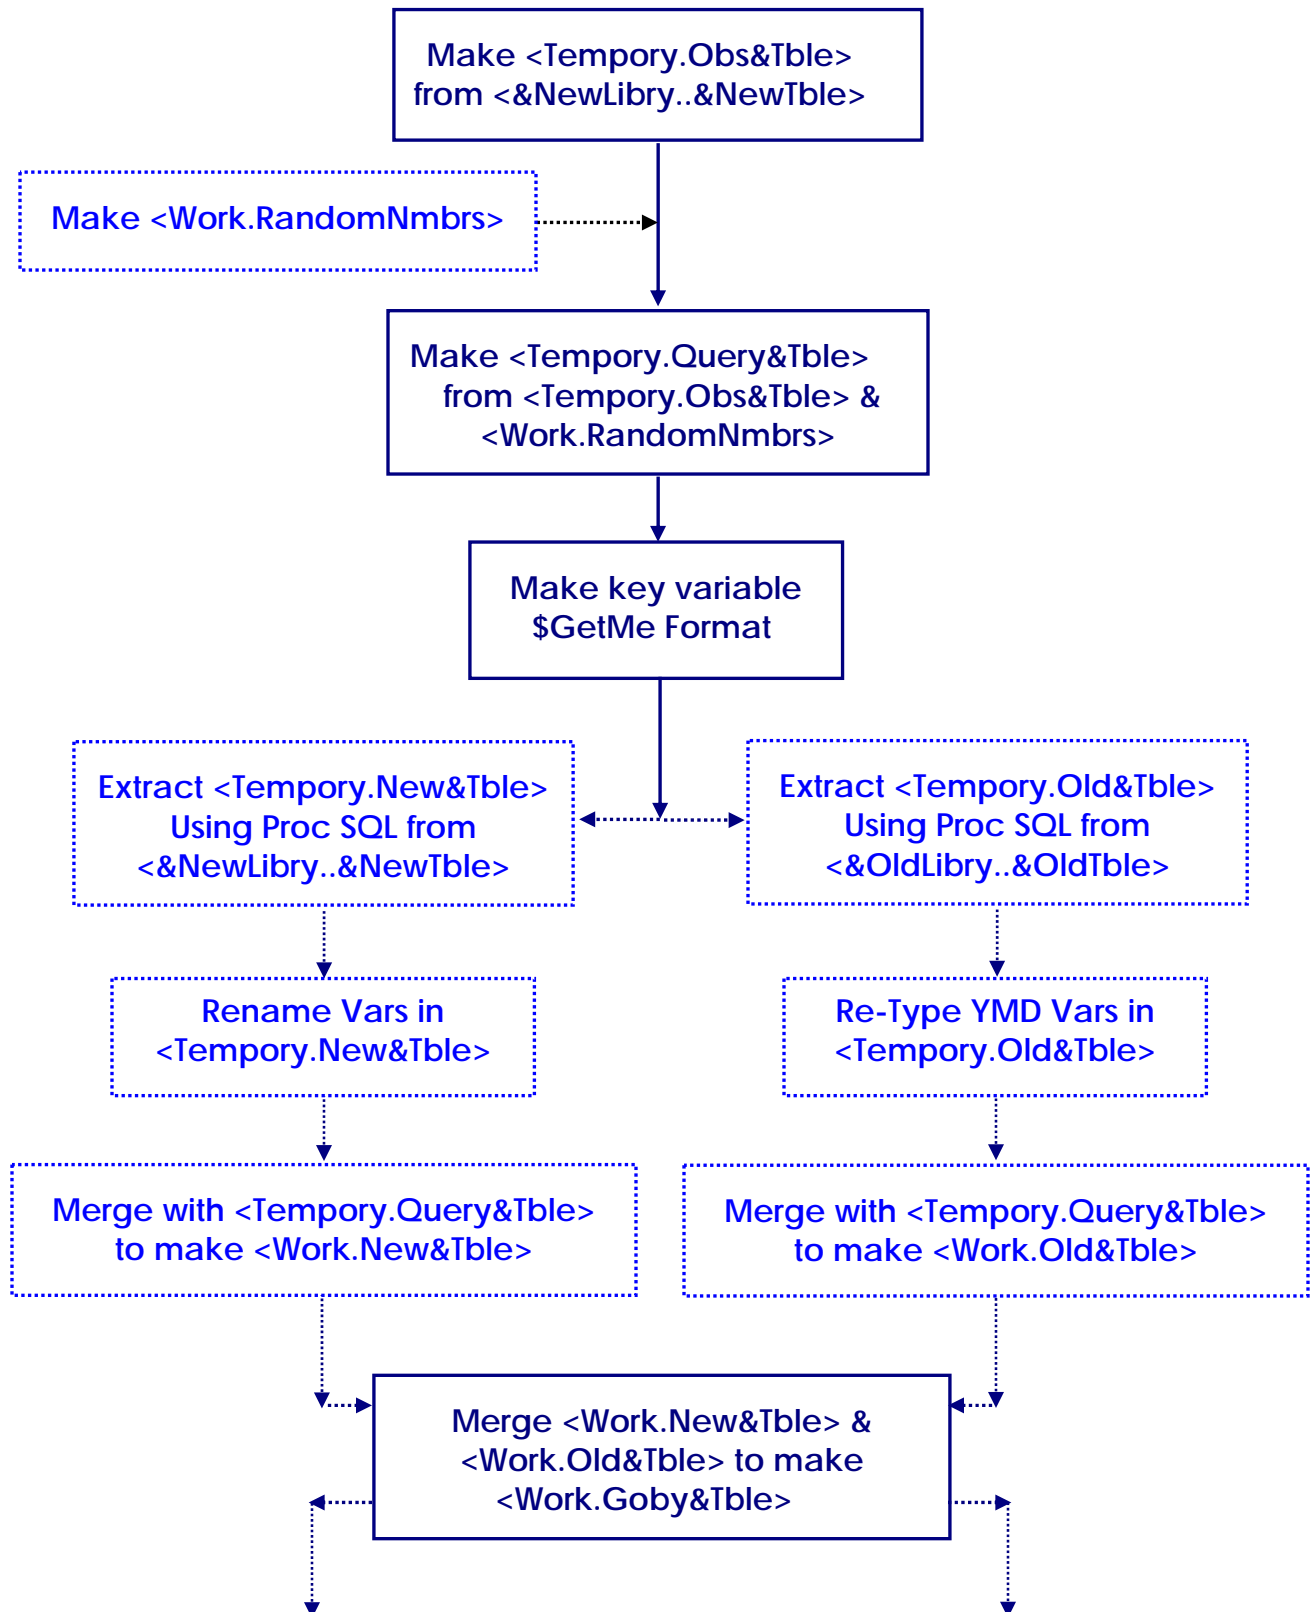 Make <Tempory.Obs&Tble>
from <&NewLibry..&NewTble>
Make <Work.RandomNmbrs>
Make <Tempory.Query&Tble>
from <Tempory.Obs&Tble> &
<Work.RandomNmbrs>
Make key variable
$GetMe Format
Extract <Tempory.New&Tble>
Using Proc SQL from
<&NewLibry..&NewTble>
Extract <Tempory.Old&Tble>
Using Proc SQL from
<&OldLibry..&OldTble>
Rename Vars in
<Tempory.New&Tble>
Re-Type YMD Vars in
<Tempory.Old&Tble>
Merge with <Tempory.Query&Tble>
to make <Work.New&Tble>
Merge with <Tempory.Query&Tble>
to make <Work.Old&Tble>
Merge <Work.New&Tble> &
<Work.Old&Tble> to make
<Work.Goby&Tble>